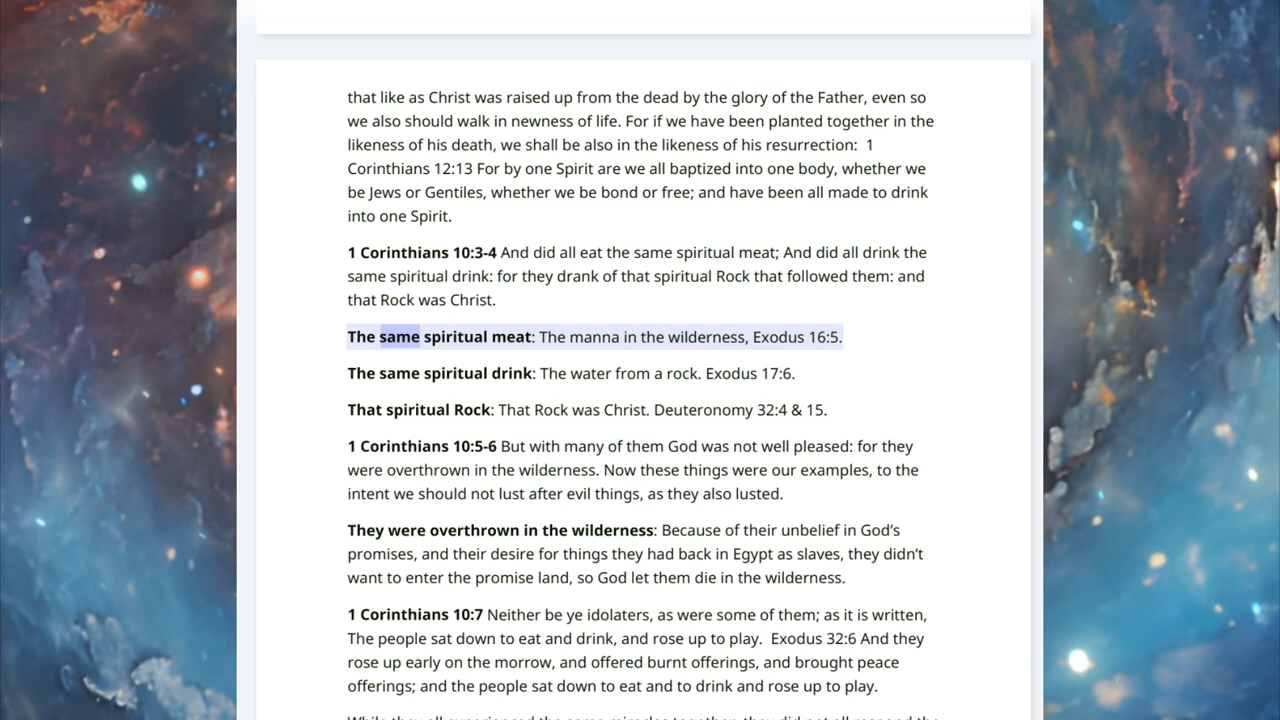 that like as Christ was raised up from the dead by the glory of the Father, even so
we also should walk in newness of life. For if we have been planted together in the
likeness of his death, we shall be also in the likeness of his resurrection:  1
Corinthians 12:13 For by one Spirit are we all baptized into one body, whether we
be Jews or Gentiles, whether we be bond or free; and have been all made to drink
into one Spirit.
1 Corinthians 10:3-4 And did all eat the same spiritual meat; And did all drink the
same spiritual drink: for they drank of that spiritual Rock that followed them: and
that Rock was Christ.
The same spiritual meat: The manna in the wilderness, Exodus 16:5.
The same spiritual drink: The water from a rock. Exodus 17:6.
That spiritual Rock: That Rock was Christ. Deuteronomy 32:4 & 15.
1 Corinthians 10:5-6 But with many of them God was not well pleased: for they
were overthrown in the wilderness. Now these things were our examples, to the
intent we should not lust after evil things, as they also lusted.
They were overthrown in the wilderness: Because of their unbelief in God’s
promises, and their desire for things they had back in Egypt as slaves, they didn’t
want to enter the promise land, so God let them die in the wilderness.
1 Corinthians 10:7 Neither be ye idolaters, as were some of them; as it is written,
The people sat down to eat and drink, and rose up to play.  Exodus 32:6 And they
rose up early on the morrow, and offered burnt offerings, and brought peace
offerings; and the people sat down to eat and to drink and rose up to play.
While they all experienced the same miracles together, they did not all respond the